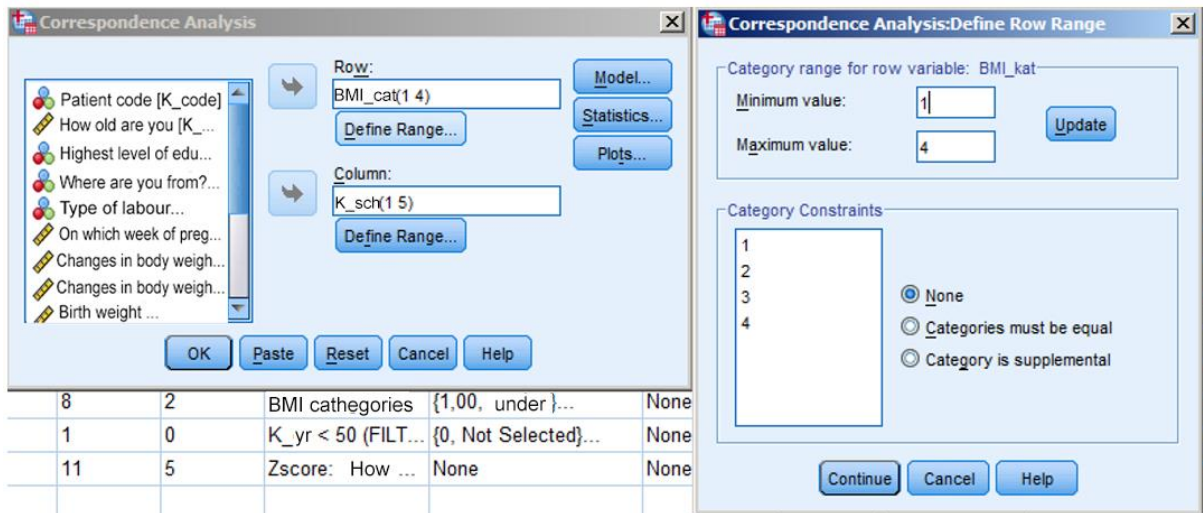 Correspondence Analysis
Patient code [K_code]
How old are you [K_...
Highest level of edu...
Where are you from?...
Type of labour...
On which week of preg...
Changes in body weigh...
Changes in body weigh...
Birth weight ...
Row:
BMI_cat(1 4)
Define Range...
Column:
K_sch(1 5)
Define Range...
Model...
Statistics...
Plots...
OK Paste Reset Cancel Help
8 2 BMI cathegories {1,00, under }... None
1 0 K_yr < 50 (FILT... {0, Not Selected}... None
11 5 Zscore: How ... None None
Correspondence Analysis:Define Row Range
Category range for row variable: BMI_kat
Minimum value: 1
Maximum value: 4
Update
Category Constraints
1
2
3
4
None
Categories must be equal
Category is supplemental
Continue Cancel Help